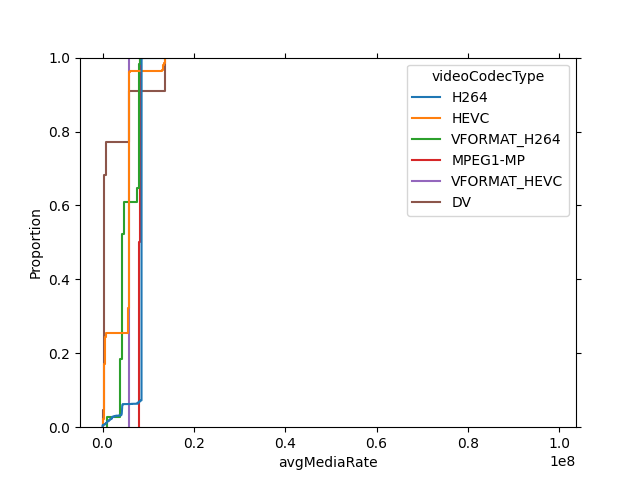 1.0
0.8
0.6
0.4
0.2
0.0
Proportion
0.0 0.2 0.4 0.6 0.8 1.0
1e8
avgMediaRate
videoCodecType
H264
HEVC
VFORMAT_H264
MPEG1-MP
VFORMAT_HEVC
DV